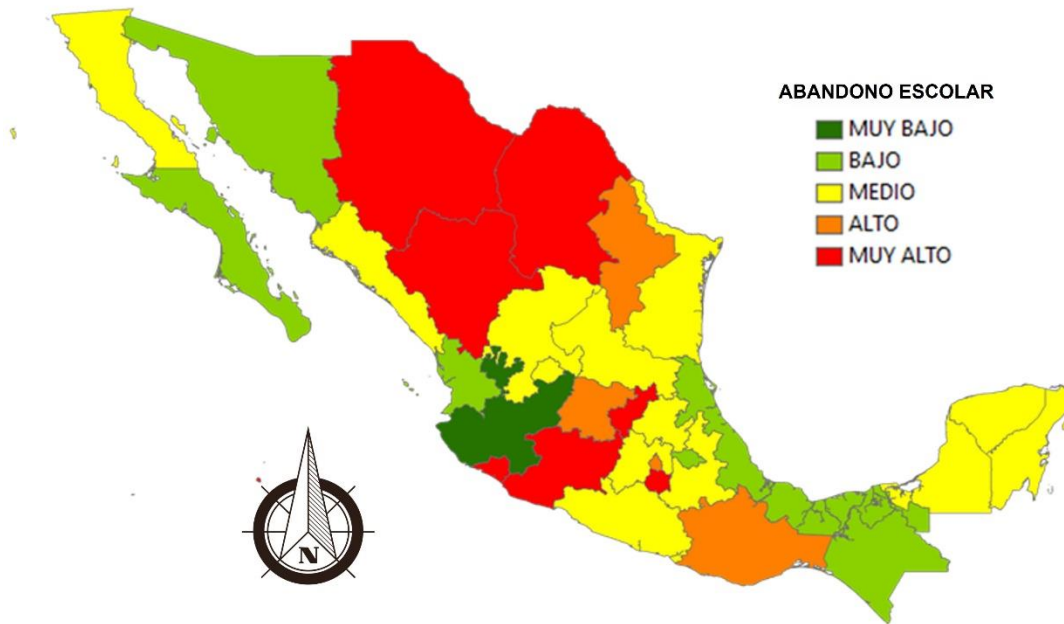 ABANDONO ESCOLAR
MUY BAJO
BAJO
MEDIO
ALTO
MUY ALTO
N